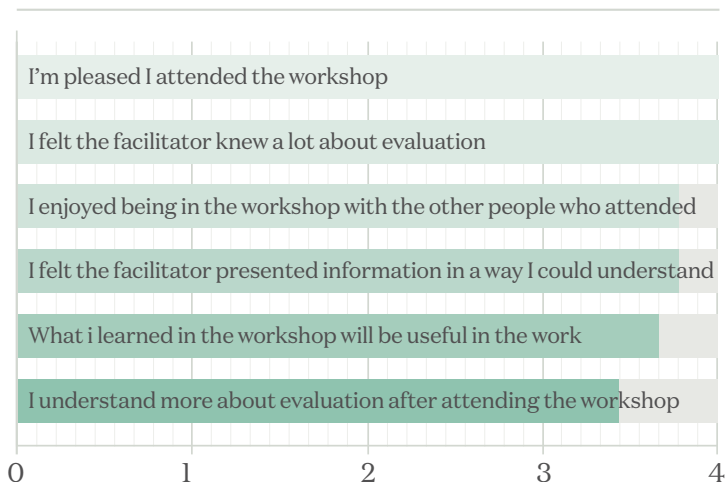 I’m pleased I attended the workshop
I felt the facilitator knew a lot about evaluation
I enjoyed being in the workshop with the other people who attended
I felt the facilitator presented information in a way I could understand
What i learned in the workshop will be useful in the work
I understand more about evaluation after attending the workshop
0 1 2 3 4